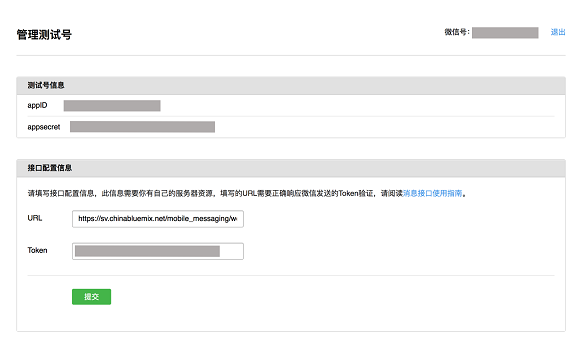 管理测试号
微信号： 退出
测试号信息
appID
appsecret
接口配置信息
请填写接口配置信息，此信息需要你有自己的服务器资源，填写的URL需要正确响应微信发送的Token验证，请阅读消息接口使用指南。
URL https://sv.chinabluemix.net/mobile_messaging/w
Token
提交